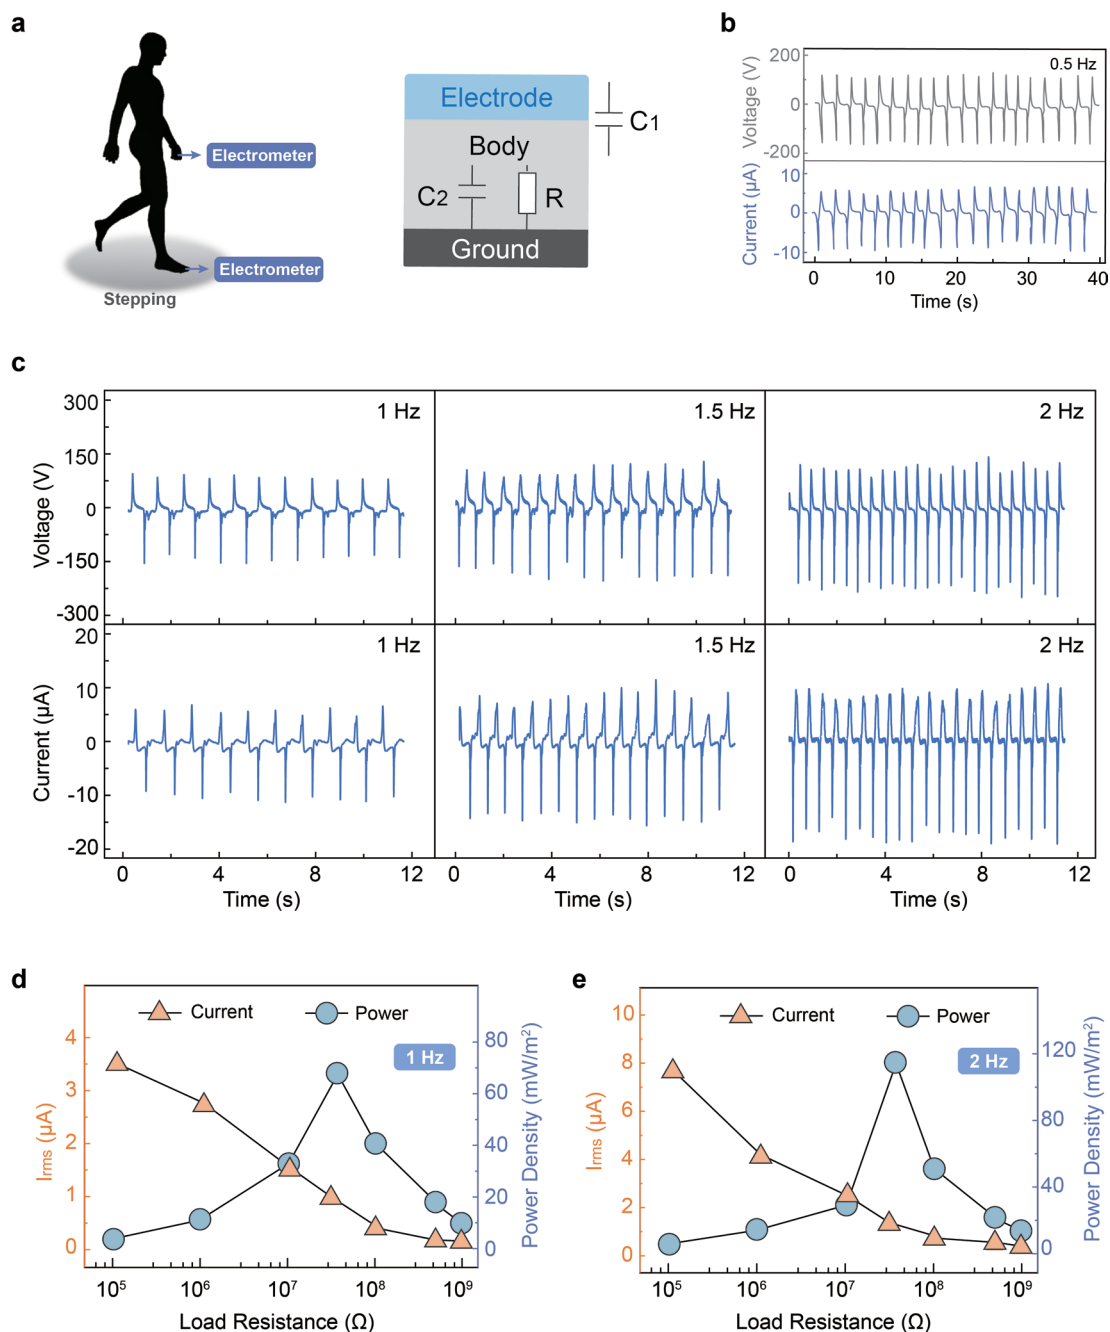 a
Electrometer
Electrometer
Stepping
Electrode
C1
Body
C2
R
Ground
b
0.5 Hz
Voltage (V)
200
0
-200
Current (µA)
10
0
-10
0 10 20 30 40
Time (s)
c
1 Hz 1.5 Hz 2 Hz
Voltage (V)
300
150
0
-150
-300
1 Hz 1.5 Hz 2 Hz
Current (µA)
20
10
0
-10
-20
0 4 8 12 0 4 8 12 0 4 8 12
Time (s) Time (s) Time (s)
d
Current Power
1 Hz
Irms (µA)
4
3
2
1
0
Power Density (mW/m²)
80
60
40
20
0
10⁵ 10⁶ 10⁷ 10⁸ 10⁹
Load Resistance (Ω)
e
Current Power
2 Hz
Irms (µA)
10
8
6
4
2
0
Power Density (mW/m²)
120
80
40
0
10⁵ 10⁶ 10⁷ 10⁸ 10⁹
Load Resistance (Ω)